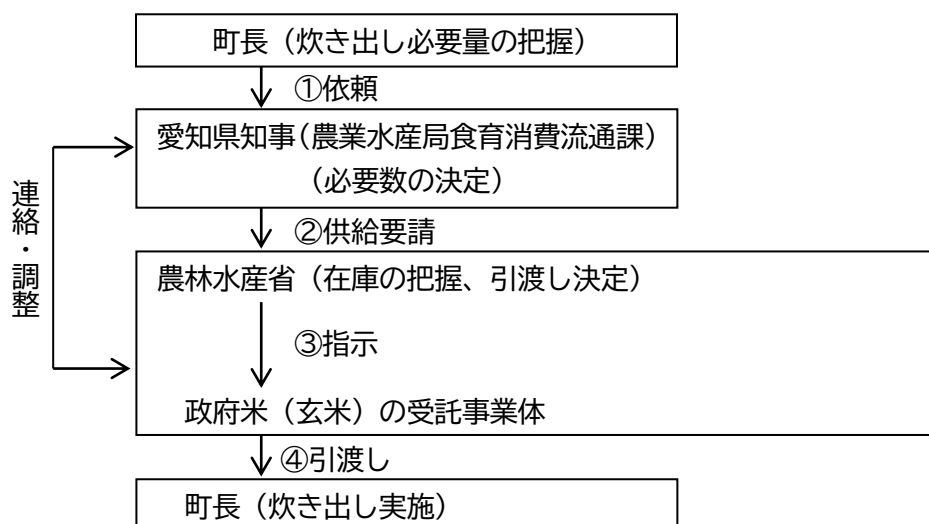 町長（炊き出し必要量の把握）
①依頼
愛知県知事（農業水産局食育消費流通課）
（必要数の決定）
連絡・調整
②供給要請
農林水産省（在庫の把握、引渡し決定）
③指示
政府米（玄米）の受託事業体
④引渡し
町長（炊き出し実施）